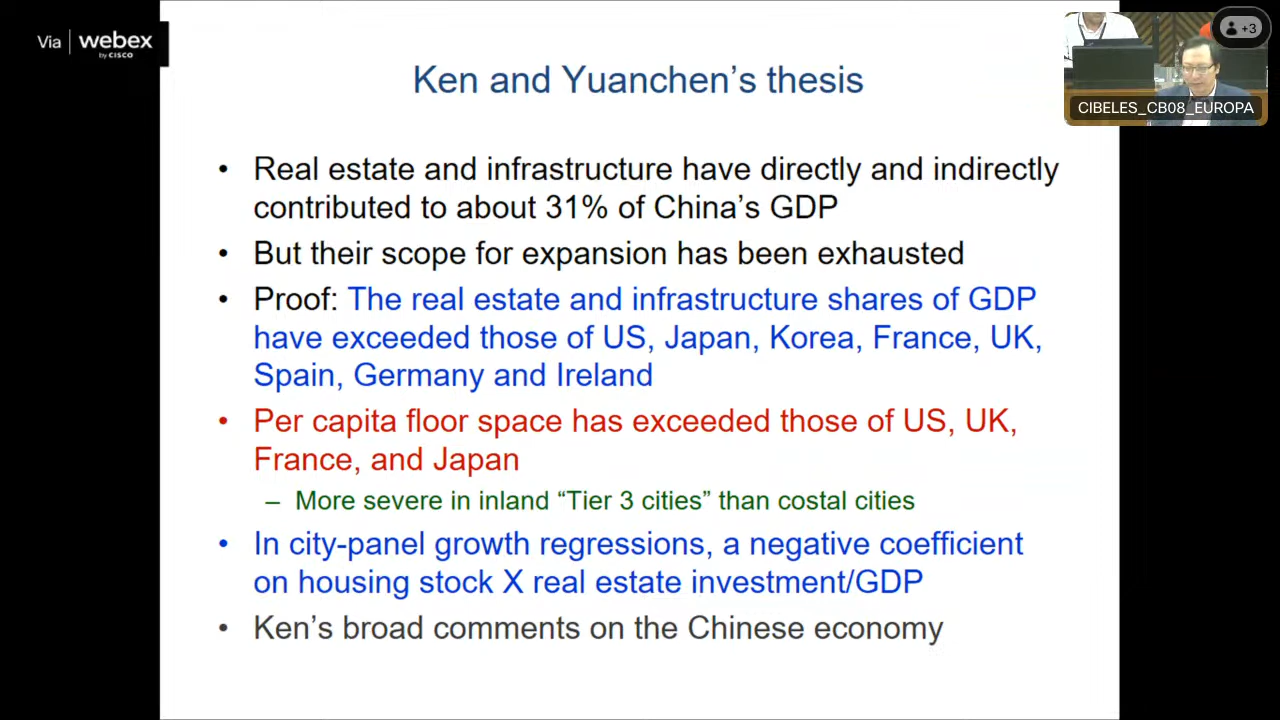 Via webex
by CISCO
+3
CIBELES_CB08_EUROPA
Ken and Yuanchen’s thesis
• Real estate and infrastructure have directly and indirectly
contributed to about 31% of China’s GDP
• But their scope for expansion has been exhausted
• Proof: The real estate and infrastructure shares of GDP
have exceeded those of US, Japan, Korea, France, UK,
Spain, Germany and Ireland
• Per capita floor space has exceeded those of US, UK,
France, and Japan
– More severe in inland “Tier 3 cities” than costal cities
• In city-panel growth regressions, a negative coefficient
on housing stock X real estate investment/GDP
• Ken’s broad comments on the Chinese economy